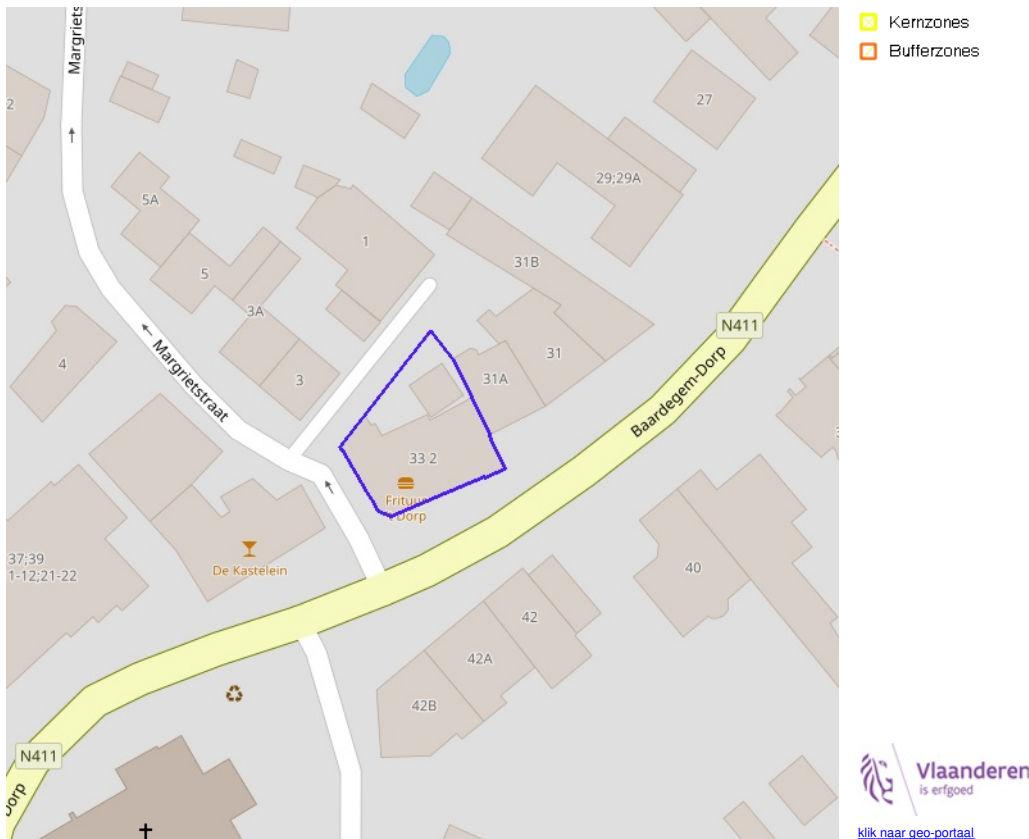 Margriets
Kernzones
Bufferzones
27
2
29;29A
5A
1
31B
5
3A
N411
31
4
3
31A
Margrietstraat
Baardegem-Dorp
33 2
Frituur
Dorp
37;39
1-12;21-22
De Kastelein
40
42
42A
42B
N411
Dorp
Vlaanderen
is erfgoed
klik naar geo-portaal